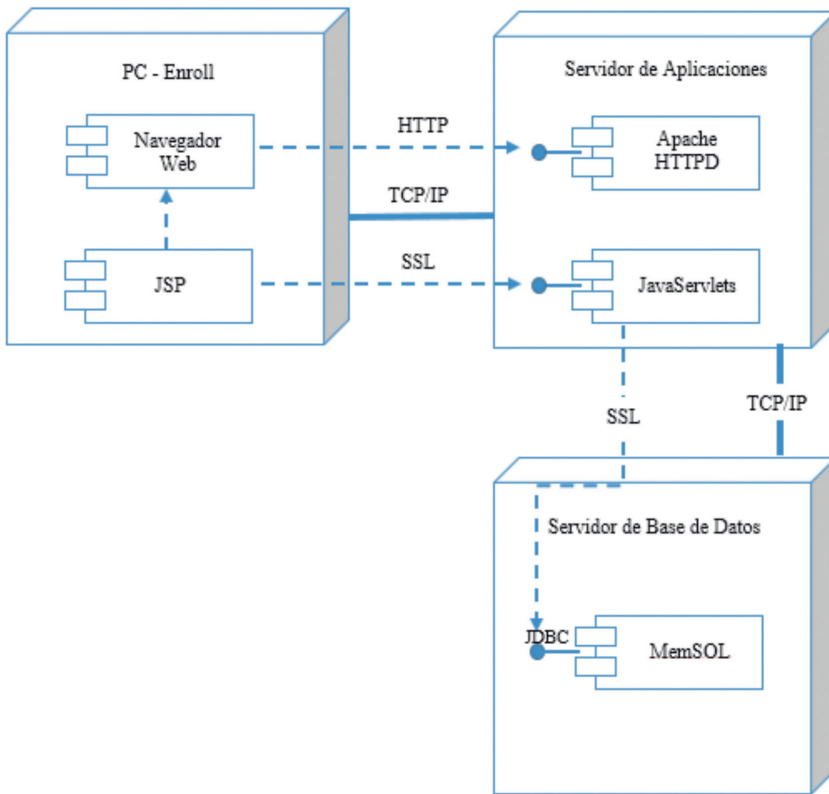 PC - Enroll
Navegador
Web
JSP
HTTP
TCP/IP
SSL
Servidor de Aplicaciones
Apache
HTTPD
JavaServlets
SSL
TCP/IP
Servidor de Base de Datos
JDBC
MemSOL